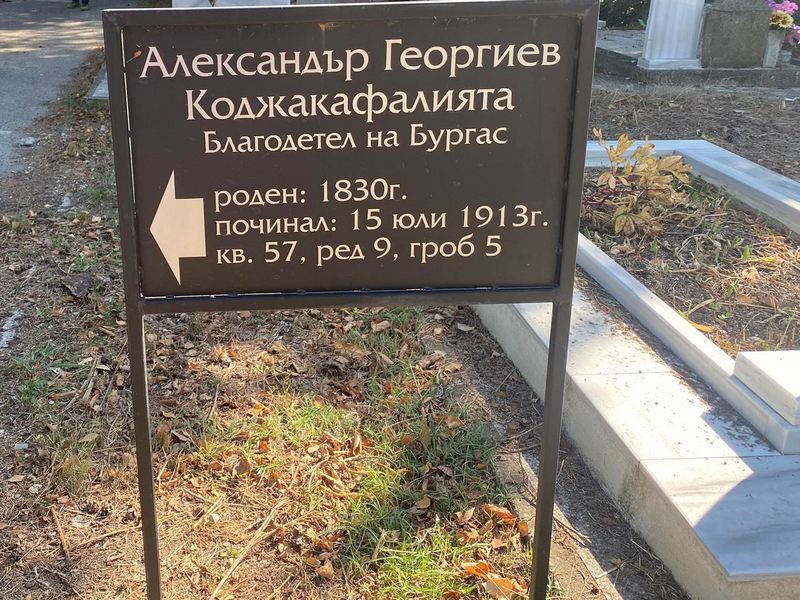 Александър Георгиев
Коджакафалията
Благодетел на Бургас
роден: 1830г.
починал: 15 юли 1913г.
кв. 57, ред 9, гроб 5